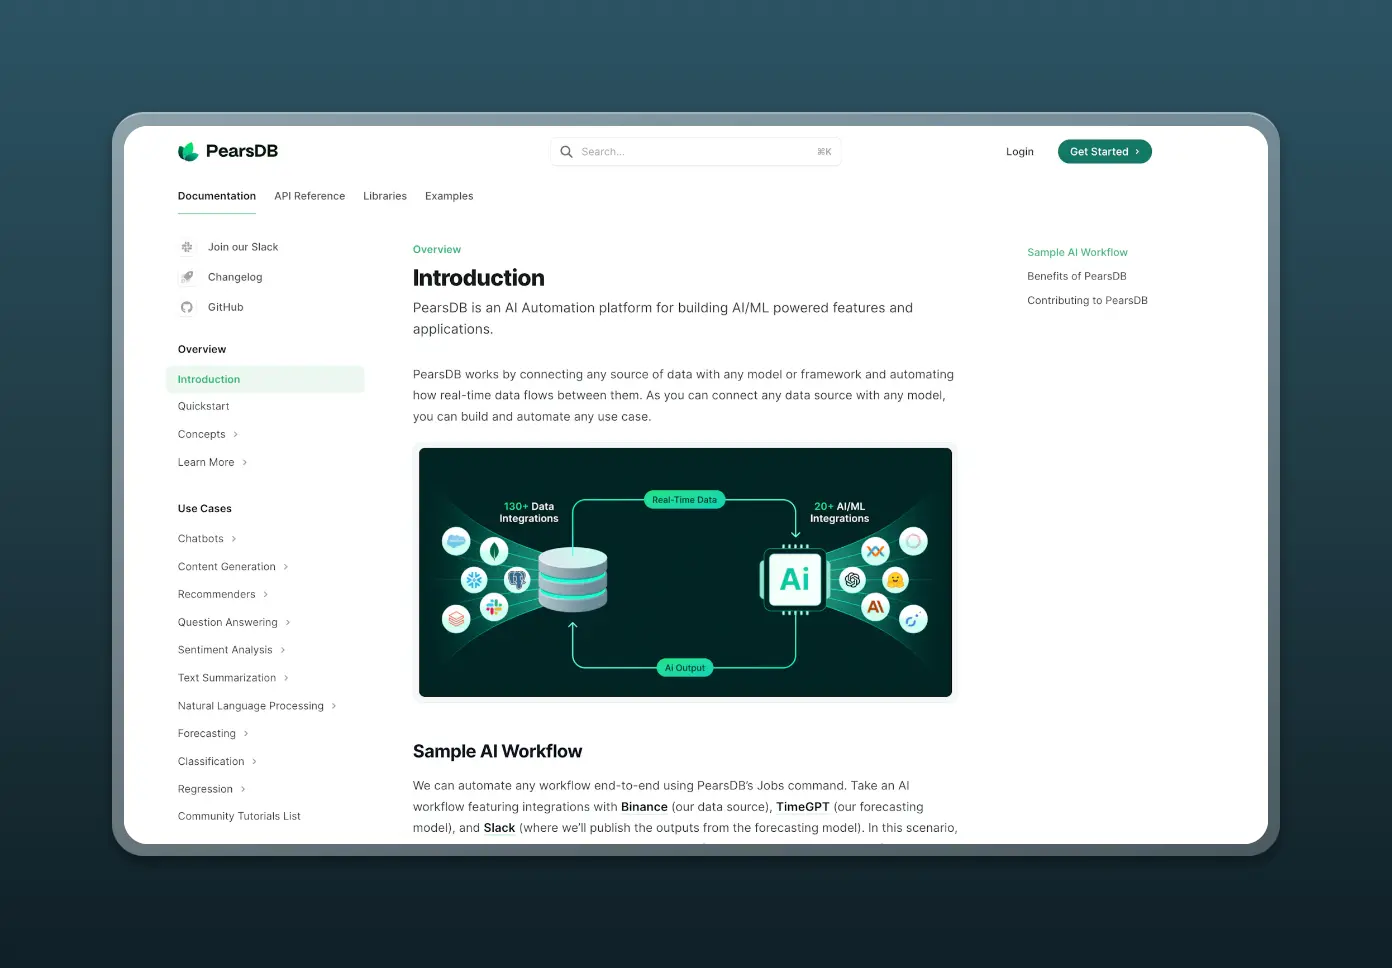 PearsDB
Search...
⌘K
Login
Get Started
Documentation
API Reference
Libraries
Examples
Join our Slack
Changelog
GitHub
Overview
Introduction
Quickstart
Concepts
Learn More
Use Cases
Chatbots
Content Generation
Recommenders
Question Answering
Sentiment Analysis
Text Summarization
Natural Language Processing
Forecasting
Classification
Regression
Community Tutorials List
Overview
Introduction
PearsDB is an AI Automation platform for building AI/ML powered features and
applications.
PearsDB works by connecting any source of data with any model or framework and automating
how real-time data flows between them. As you can connect any data source with any model,
you can build and automate any use case.
130+ Data
Integrations
Real-Time Data
20+ AI/ML
Integrations
Ai
Ai Output
Sample AI Workflow
We can automate any workflow end-to-end using PearsDB’s Jobs command. Take an AI
workflow featuring integrations with Binance (our data source), TimeGPT (our forecasting
model), and Slack (where we’ll publish the outputs from the forecasting model). In this scenario,
Sample AI Workflow
Benefits of PearsDB
Contributing to PearsDB